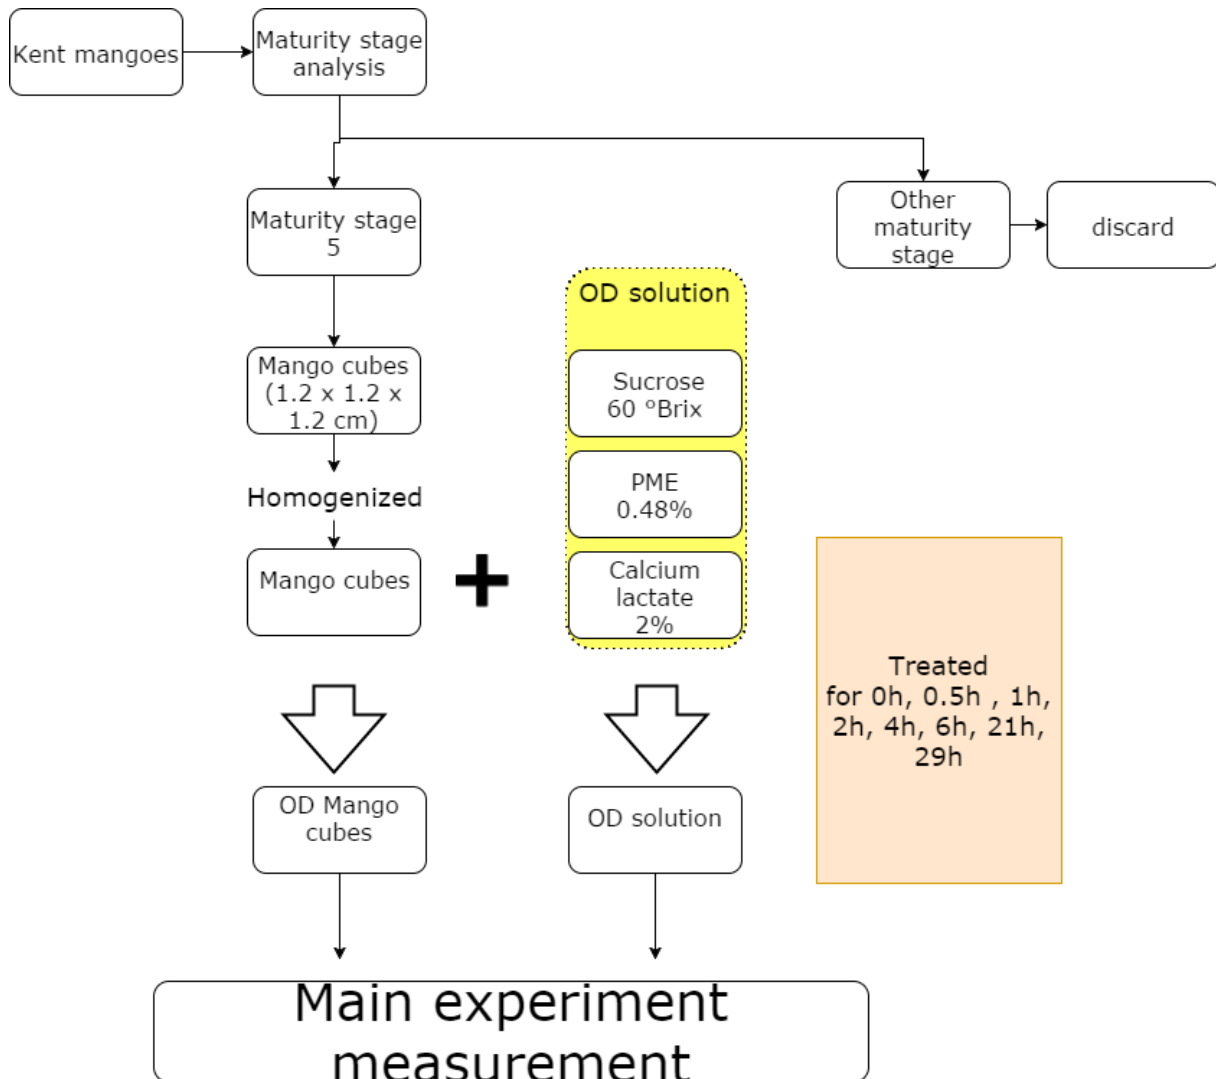 Kent mangoes
Maturity stage
analysis
Maturity stage
5
Other
maturity
stage
discard
Mango cubes
(1.2 x 1.2 x
1.2 cm)
Homogenized
Mango cubes
OD solution
Sucrose
60 °Brix
PME
0.48%
Calcium
lactate
2%
Treated
for 0h, 0.5h , 1h,
2h, 4h, 6h, 21h,
29h
OD Mango
cubes
OD solution
Main experiment
measurement